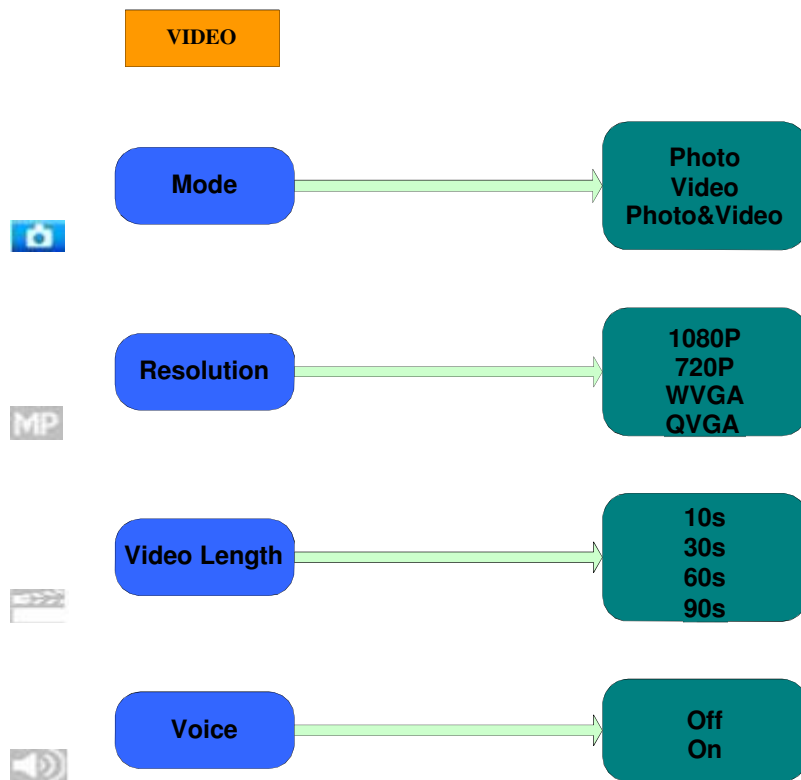 VIDEO
Mode
Photo
Video
Photo&Video
Resolution
1080P
720P
WVGA
QVGA
MP
Video Length
10s
30s
60s
90s
Voice
Off
On